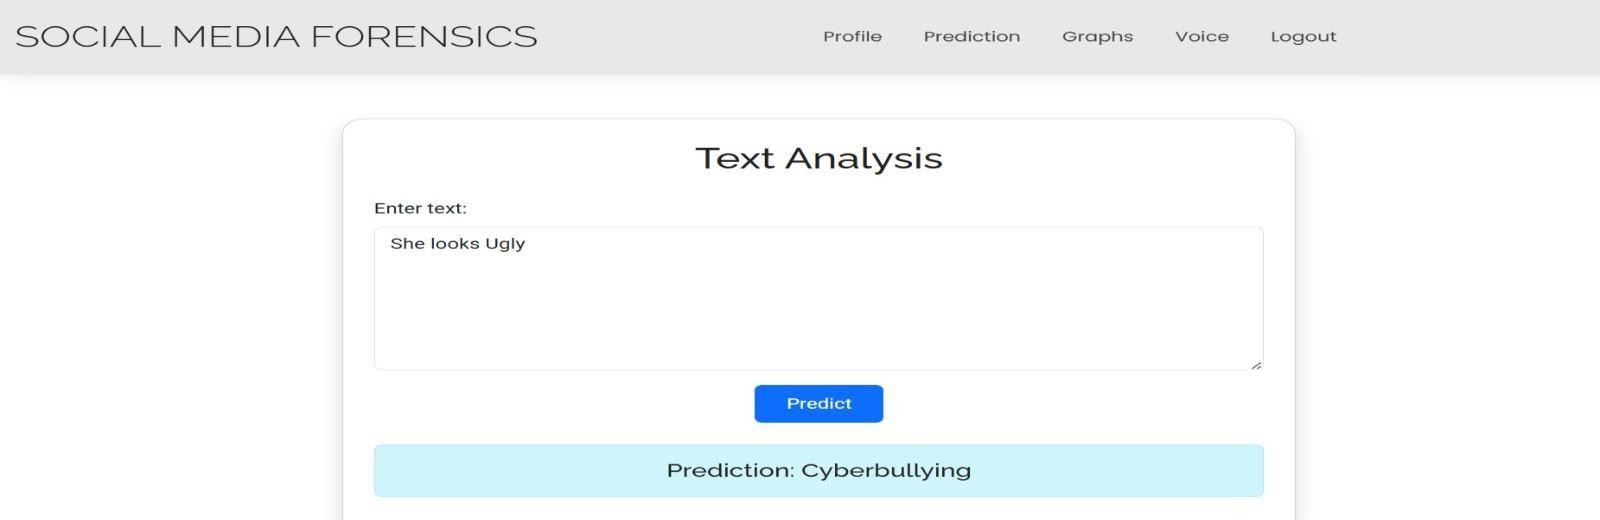 SOCIAL MEDIA FORENSICS Profile Prediction Graphs Voice Logout
Text Analysis
Enter text:
She looks Ugly
Predict
Prediction: Cyberbullying